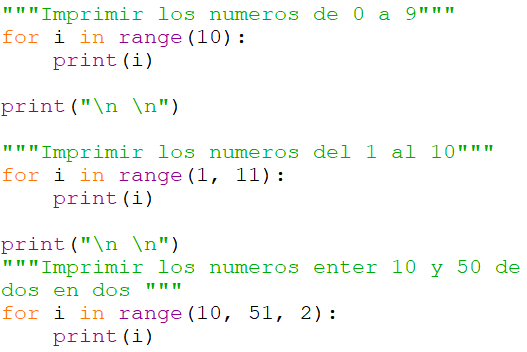 """Imprimir los numeros de 0 a 9"""
for i in range(10):
    print(i)

print("\n \n")

"""Imprimir los numeros del 1 al 10"""
for i in range(1, 11):
    print(i)

print("\n \n")
"""Imprimir los numeros enter 10 y 50 de
dos en dos """
for i in range(10, 51, 2):
    print(i)